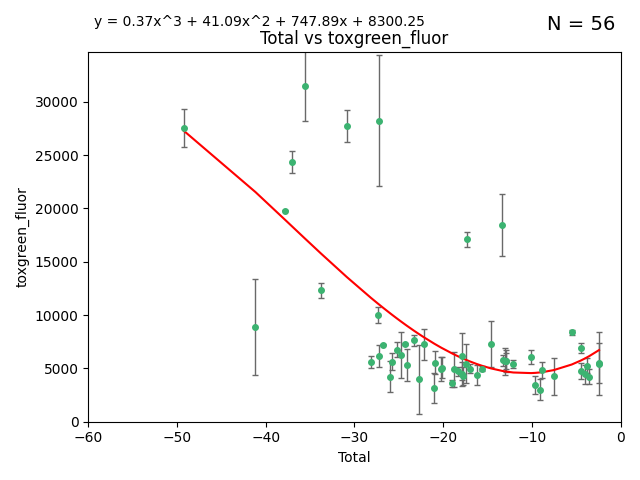 y = 0.37x^3 + 41.09x^2 + 747.89x + 8300.25
N = 56
Total vs toxgreen_fluor
30000
25000
20000
15000
10000
5000
0
toxgreen_fluor
−60 −50 −40 −30 −20 −10 0
Total